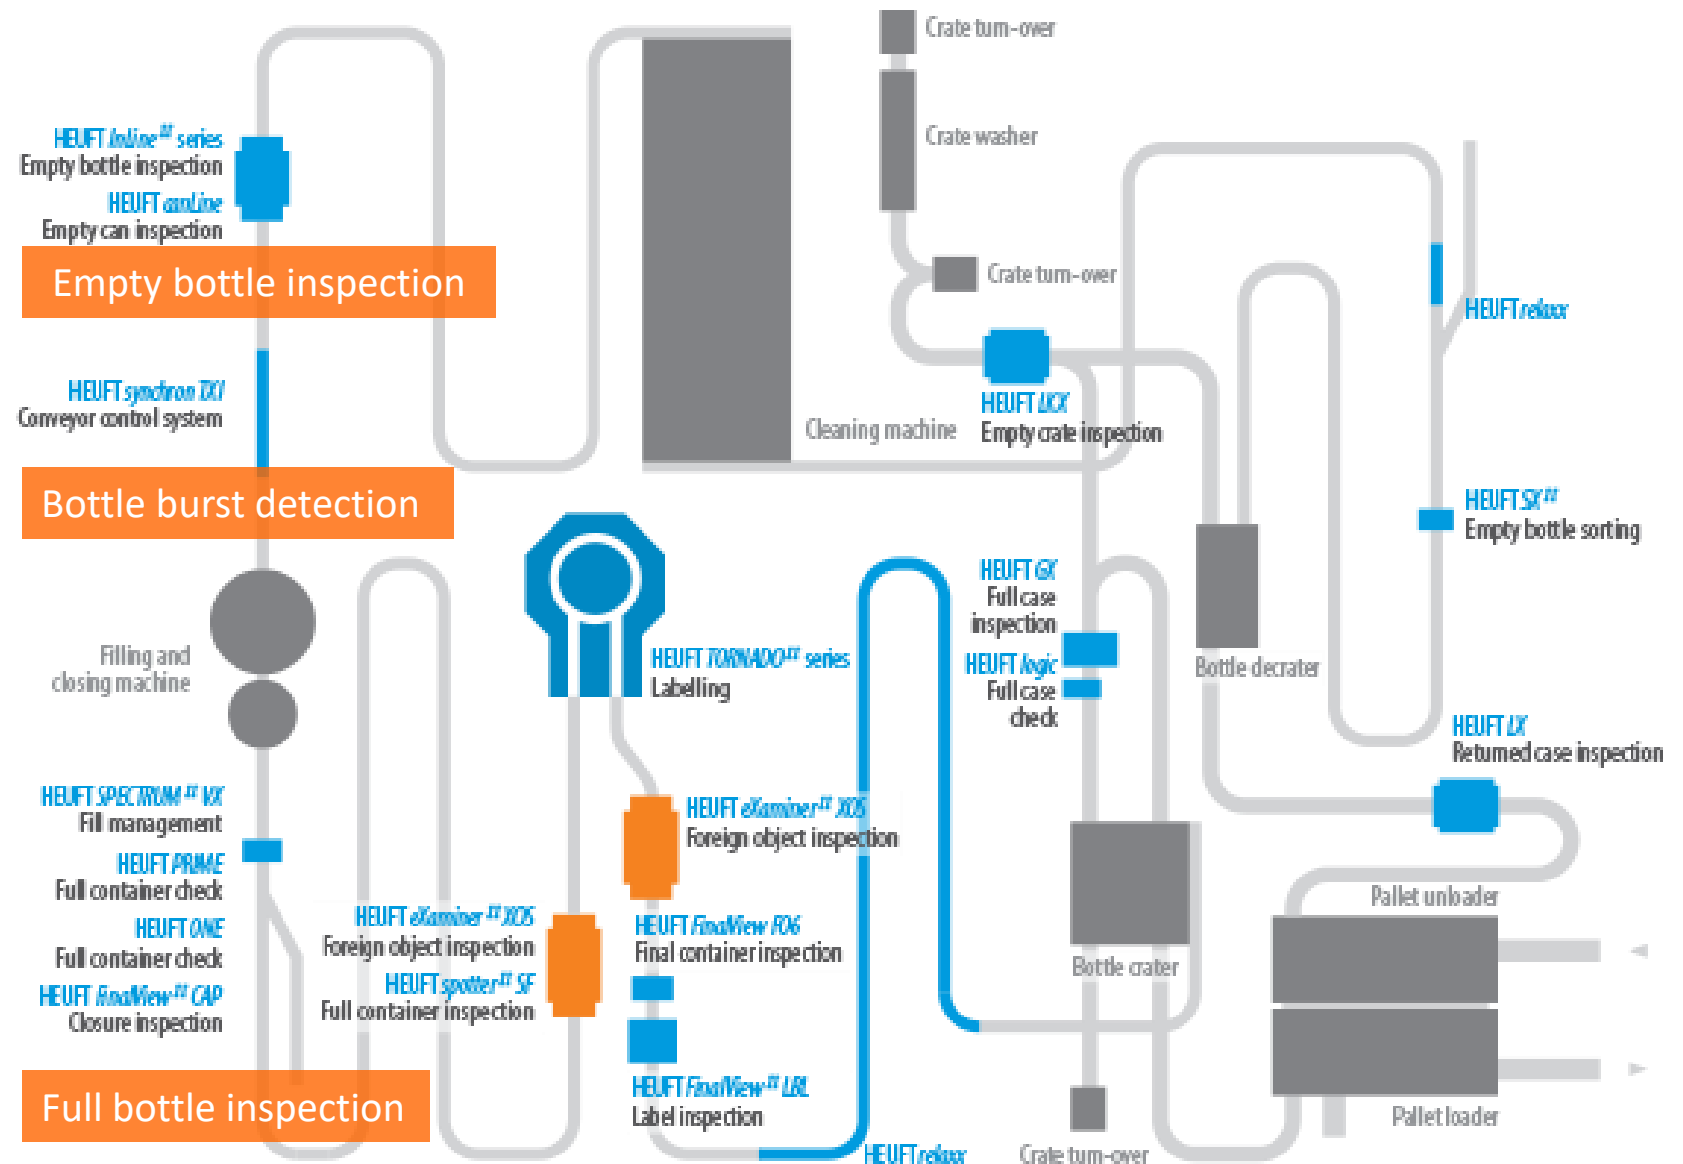 Crate turn-over
Crate washer
Crate turn-over
HEUFT InLine II series
Empty bottle inspection
HEUFT canLine
Empty can inspection
Empty bottle inspection
HEUFT relaxx
HEUFT synchron TXI
Conveyor control system
Cleaning machine
HEUFT LCX
Empty crate inspection
Bottle burst detection
HEUFT SX II
Empty bottle sorting
HEUFT GX
Full case
inspection
HEUFT logic
Full case
check
Bottle decrater
Filling and
closing machine
HEUFT TORNADO II series
Labelling
HEUFT LX
Returned case inspection
HEUFT SPECTRUM II VX
Fill management
HEUFT PRIME
Full container check
HEUFT ONE
Full container check
HEUFT finalView II CAP
Closure inspection
HEUFT eXaminer II XOS
Foreign object inspection
HEUFT eXaminer II XOS
Foreign object inspection
HEUFT spotter II SF
Full container inspection
HEUFT FinalView FO6
Final container inspection
HEUFT FinalView II LBL
Label inspection
Bottle crater
Pallet unloader
Pallet loader
Full bottle inspection
HEUFT relaxx
Crate turn-over